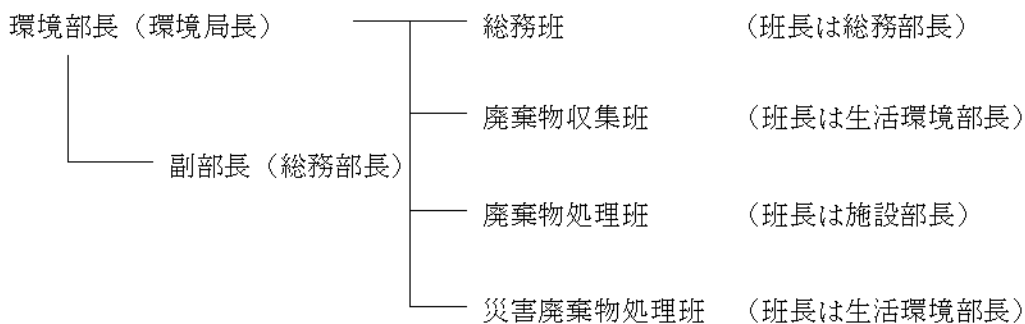 環境部長（環境局長） 総務班 （班長は総務部長）
廃棄物収集班 （班長は生活環境部長）
副部長（総務部長）
廃棄物処理班 （班長は施設部長）
災害廃棄物処理班 （班長は生活環境部長）